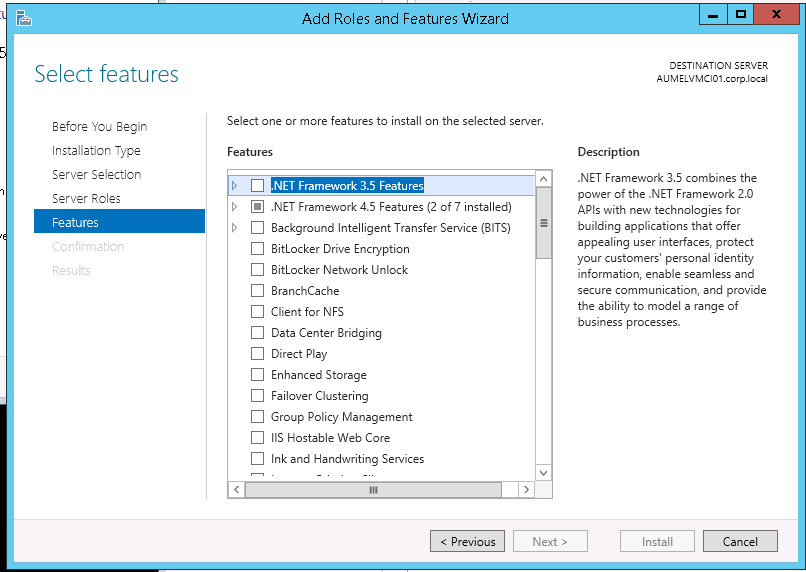 Add Roles and Features Wizard
Select features
DESTINATION SERVER
AUMELVMCI01.corp.local
Before You Begin
Installation Type
Server Selection
Server Roles
Features
Confirmation
Results
Select one or more features to install on the selected server.
Features
.NET Framework 3.5 Features
.NET Framework 4.5 Features (2 of 7 installed)
Background Intelligent Transfer Service (BITS)
BitLocker Drive Encryption
BitLocker Network Unlock
BranchCache
Client for NFS
Data Center Bridging
Direct Play
Enhanced Storage
Failover Clustering
Group Policy Management
IIS Hostable Web Core
Ink and Handwriting Services
Description
.NET Framework 3.5 combines the
power of the .NET Framework 2.0
APIs with new technologies for
building applications that offer
appealing user interfaces, protect
your customers' personal identity
information, enable seamless and
secure communication, and provide
the ability to model a range of
business processes.
< Previous
Next >
Install
Cancel